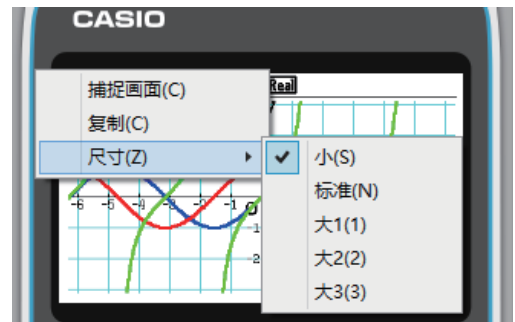 CASIO
Real
捕捉画面(C)
复制(C)
尺寸(Z)
小(S)
标准(N)
大1(1)
大2(2)
大3(3)
-6 -5 -4 -3 -2 -1 O
-1
-2